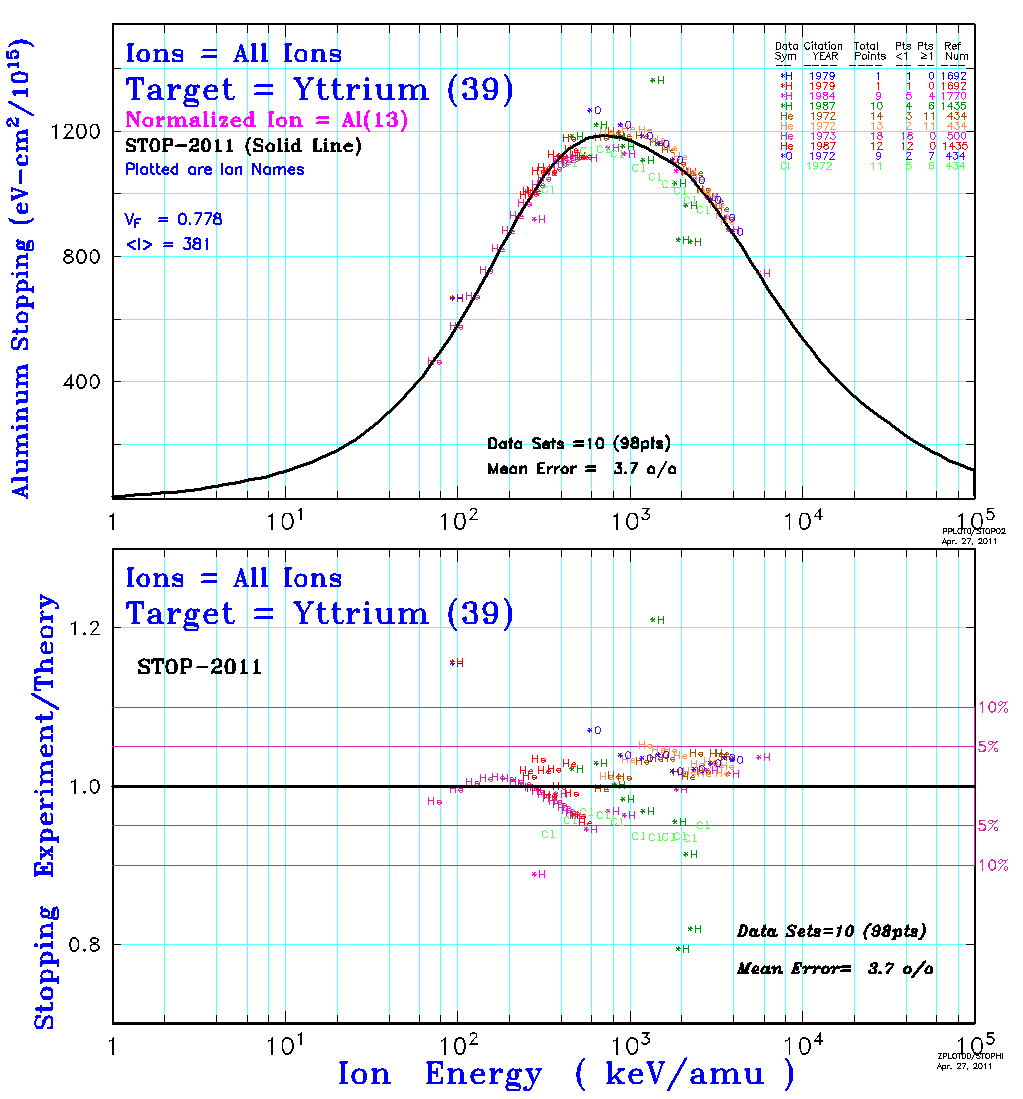 Ions = All Ions
Target = Yttrium (39)
Normalized Ion = Al(13)
STOP-2011 (Solid Line)
Plotted are Ion Names
VF = 0.778
<I> = 381
Data Citation Total Pts Pts Ref
Sym YEAR Points <1 ≥1 Num
*H 1979 1 1 0 1692
*H 1979 1 1 0 1692
*H 1984 9 5 4 1770
*H 1987 10 4 6 1435
He 1972 14 3 11 434
He 1972 13 2 11 434
He 1973 18 18 0 500
He 1987 12 12 0 1435
*O 1972 9 2 7 434
Cl 1972 11 5 6 434
Aluminum Stopping (eV-cm2/1015)
1200
800
400
Data Sets =10 (98pts)
Mean Error = 3.7 o/o
1 101 102 103 104 105
PPLOT0/STOPO2
Apr. 27, 2011
Ions = All Ions
Target = Yttrium (39)
STOP-2011
Stopping Experiment/Theory
1.2
1.0
0.8
10%
5%
5%
10%
Data Sets=10 (98pts)
Mean Error= 3.7 o/o
1 101 102 103 104 105
Ion Energy ( keV/amu )
Apr. 27, 2011